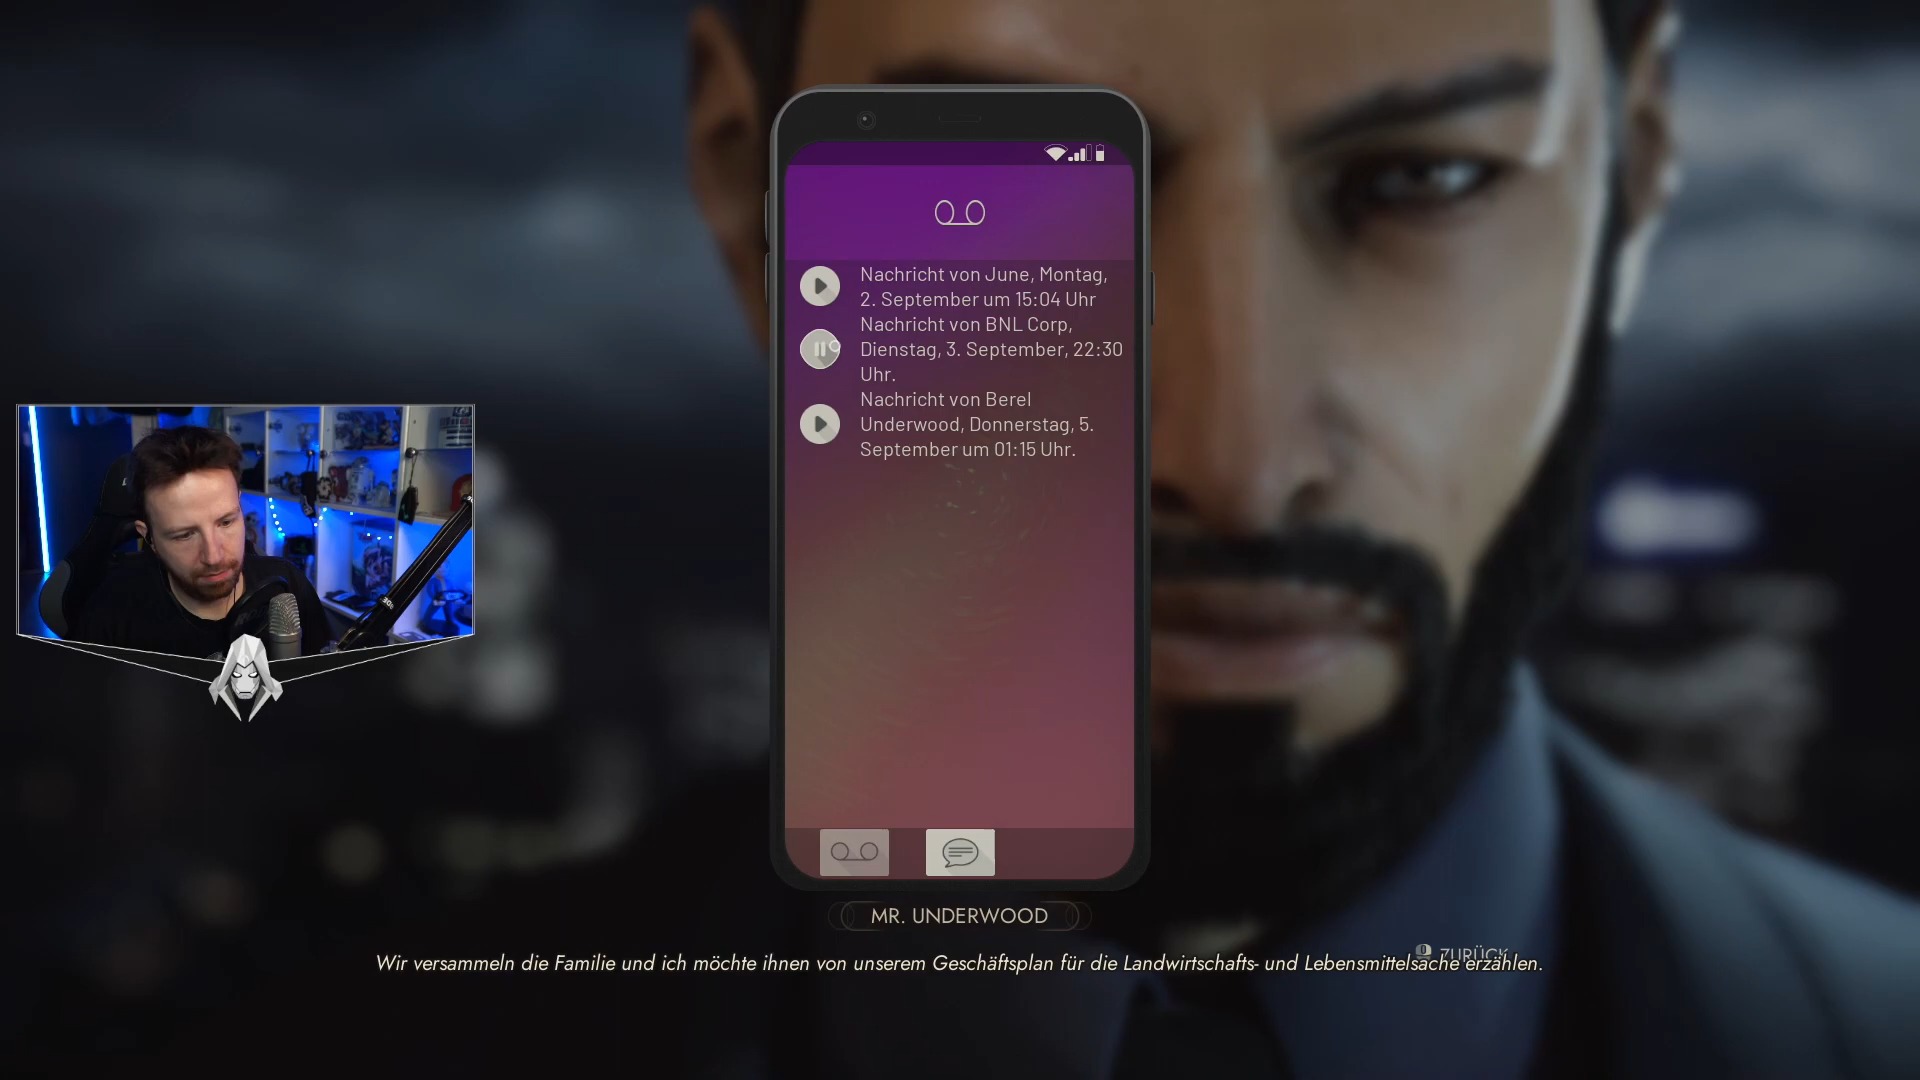 Nachricht von June, Montag,
2. September um 15:04 Uhr
Nachricht von BNL Corp,
Dienstag, 3. September, 22:30
Uhr.
Nachricht von Berel
Underwood, Donnerstag, 5.
September um 01:15 Uhr.
MR. UNDERWOOD
ZURÜCK
Wir versammeln die Familie und ich möchte ihnen von unserem Geschäftsplan für die Landwirtschafts- und Lebensmittelsache erzählen.